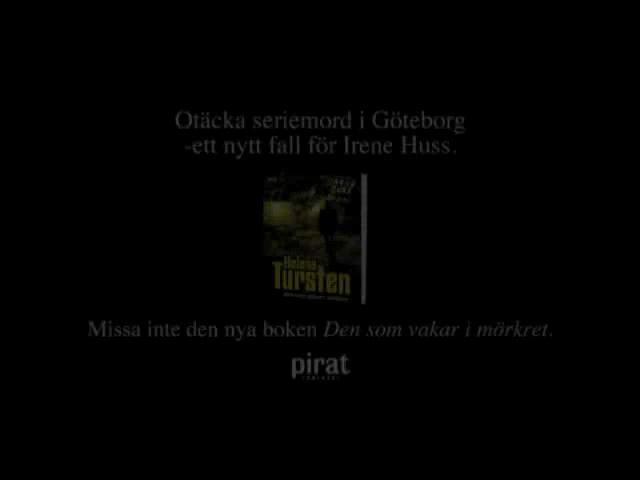 Otäcka seriemord i Göteborg
-ett nytt fall för Irene Huss.
Helene
Tursten
Missa inte den nya boken Den som vakar i mörkret.
pirat